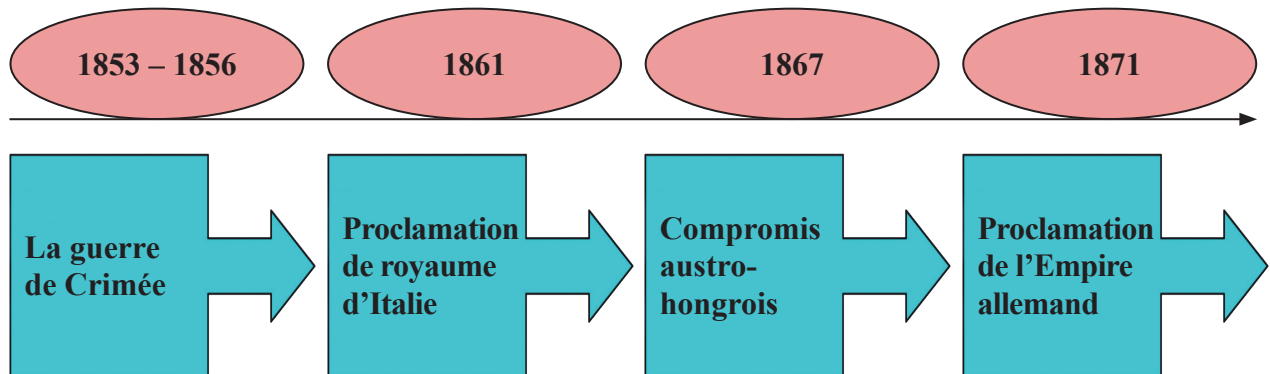 1853 – 1856
1861
1867
1871
La guerre
de Crimée
Proclamation
de royaume
d’Italie
Compromis
austro-
hongrois
Proclamation
de l’Empire
allemand